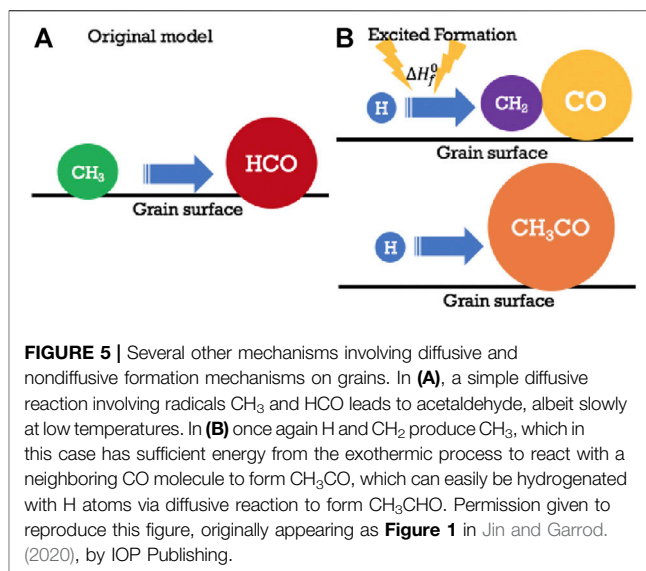 A
Original model
CH₃
HCO
Grain surface
B
Excited Formation
ΔH⁰f
H
CH₂
CO
Grain surface
H
CH₃CO
Grain surface
FIGURE 5 | Several other mechanisms involving diffusive and
nondiffusive formation mechanisms on grains. In (A), a simple diffusive
reaction involving radicals CH₃ and HCO leads to acetaldehyde, albeit slowly
at low temperatures. In (B) once again H and CH₂ produce CH₃, which in
this case has sufficient energy from the exothermic process to react with a
neighboring CO molecule to form CH₃CO, which can easily be hydrogenated
with H atoms via diffusive reaction to form CH₃CHO. Permission given to
reproduce this figure, originally appearing as Figure 1 in Jin and Garrod.
(2020), by IOP Publishing.